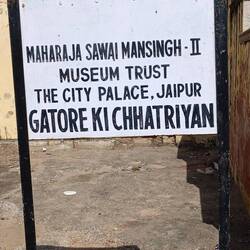 MAHARAJA SAWAI MANSINGH-II
MUSEUM TRUST
THE CITY PALACE, JAIPUR
GATORE KI CHHATRIYAN